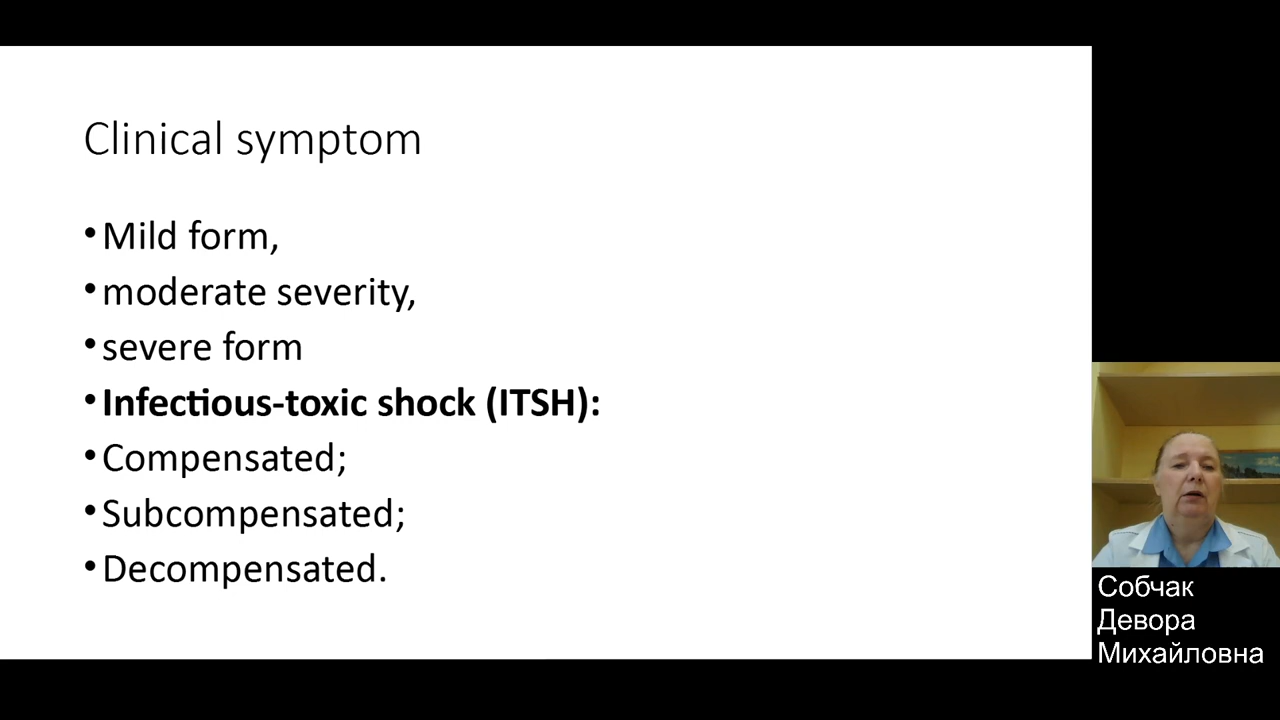 Clinical symptom
•Mild form,
•moderate severity,
•severe form
•Infectious-toxic shock (ITSH):
•Compensated;
•Subcompensated;
•Decompensated.
Собчак
Девора
Михайловна